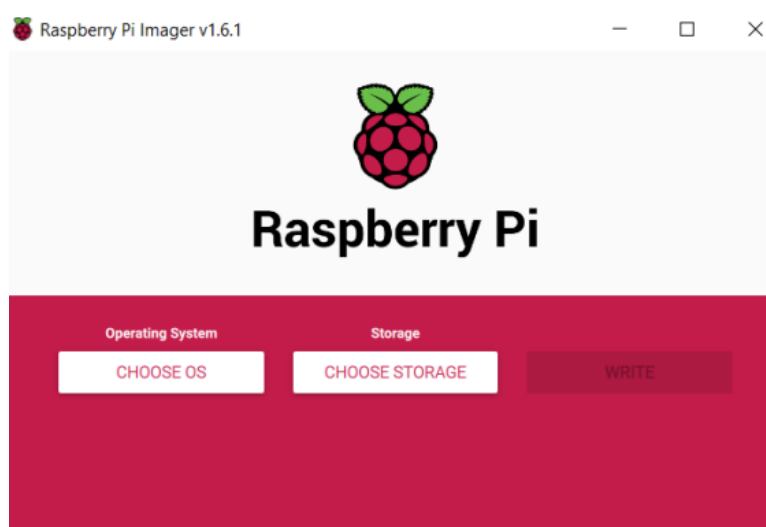 Raspberry Pi Imager v1.6.1
Raspberry Pi
Operating System
Storage
CHOOSE OS
CHOOSE STORAGE
WRITE